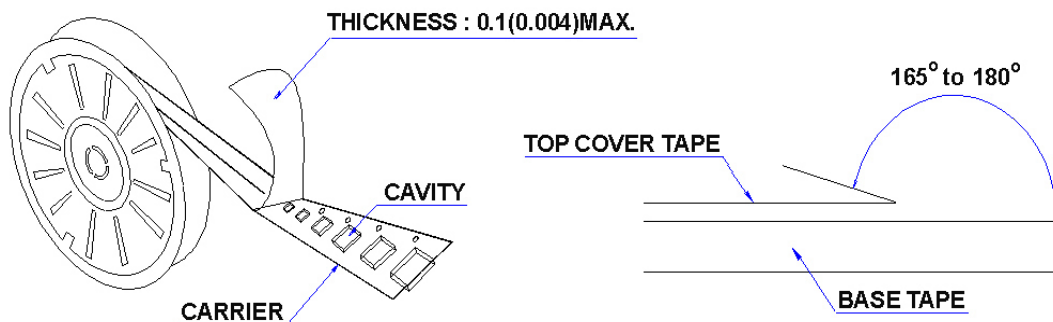 THICKNESS : 0.1(0.004)MAX.
165° to 180°
TOP COVER TAPE
CAVITY
CARRIER
BASE TAPE